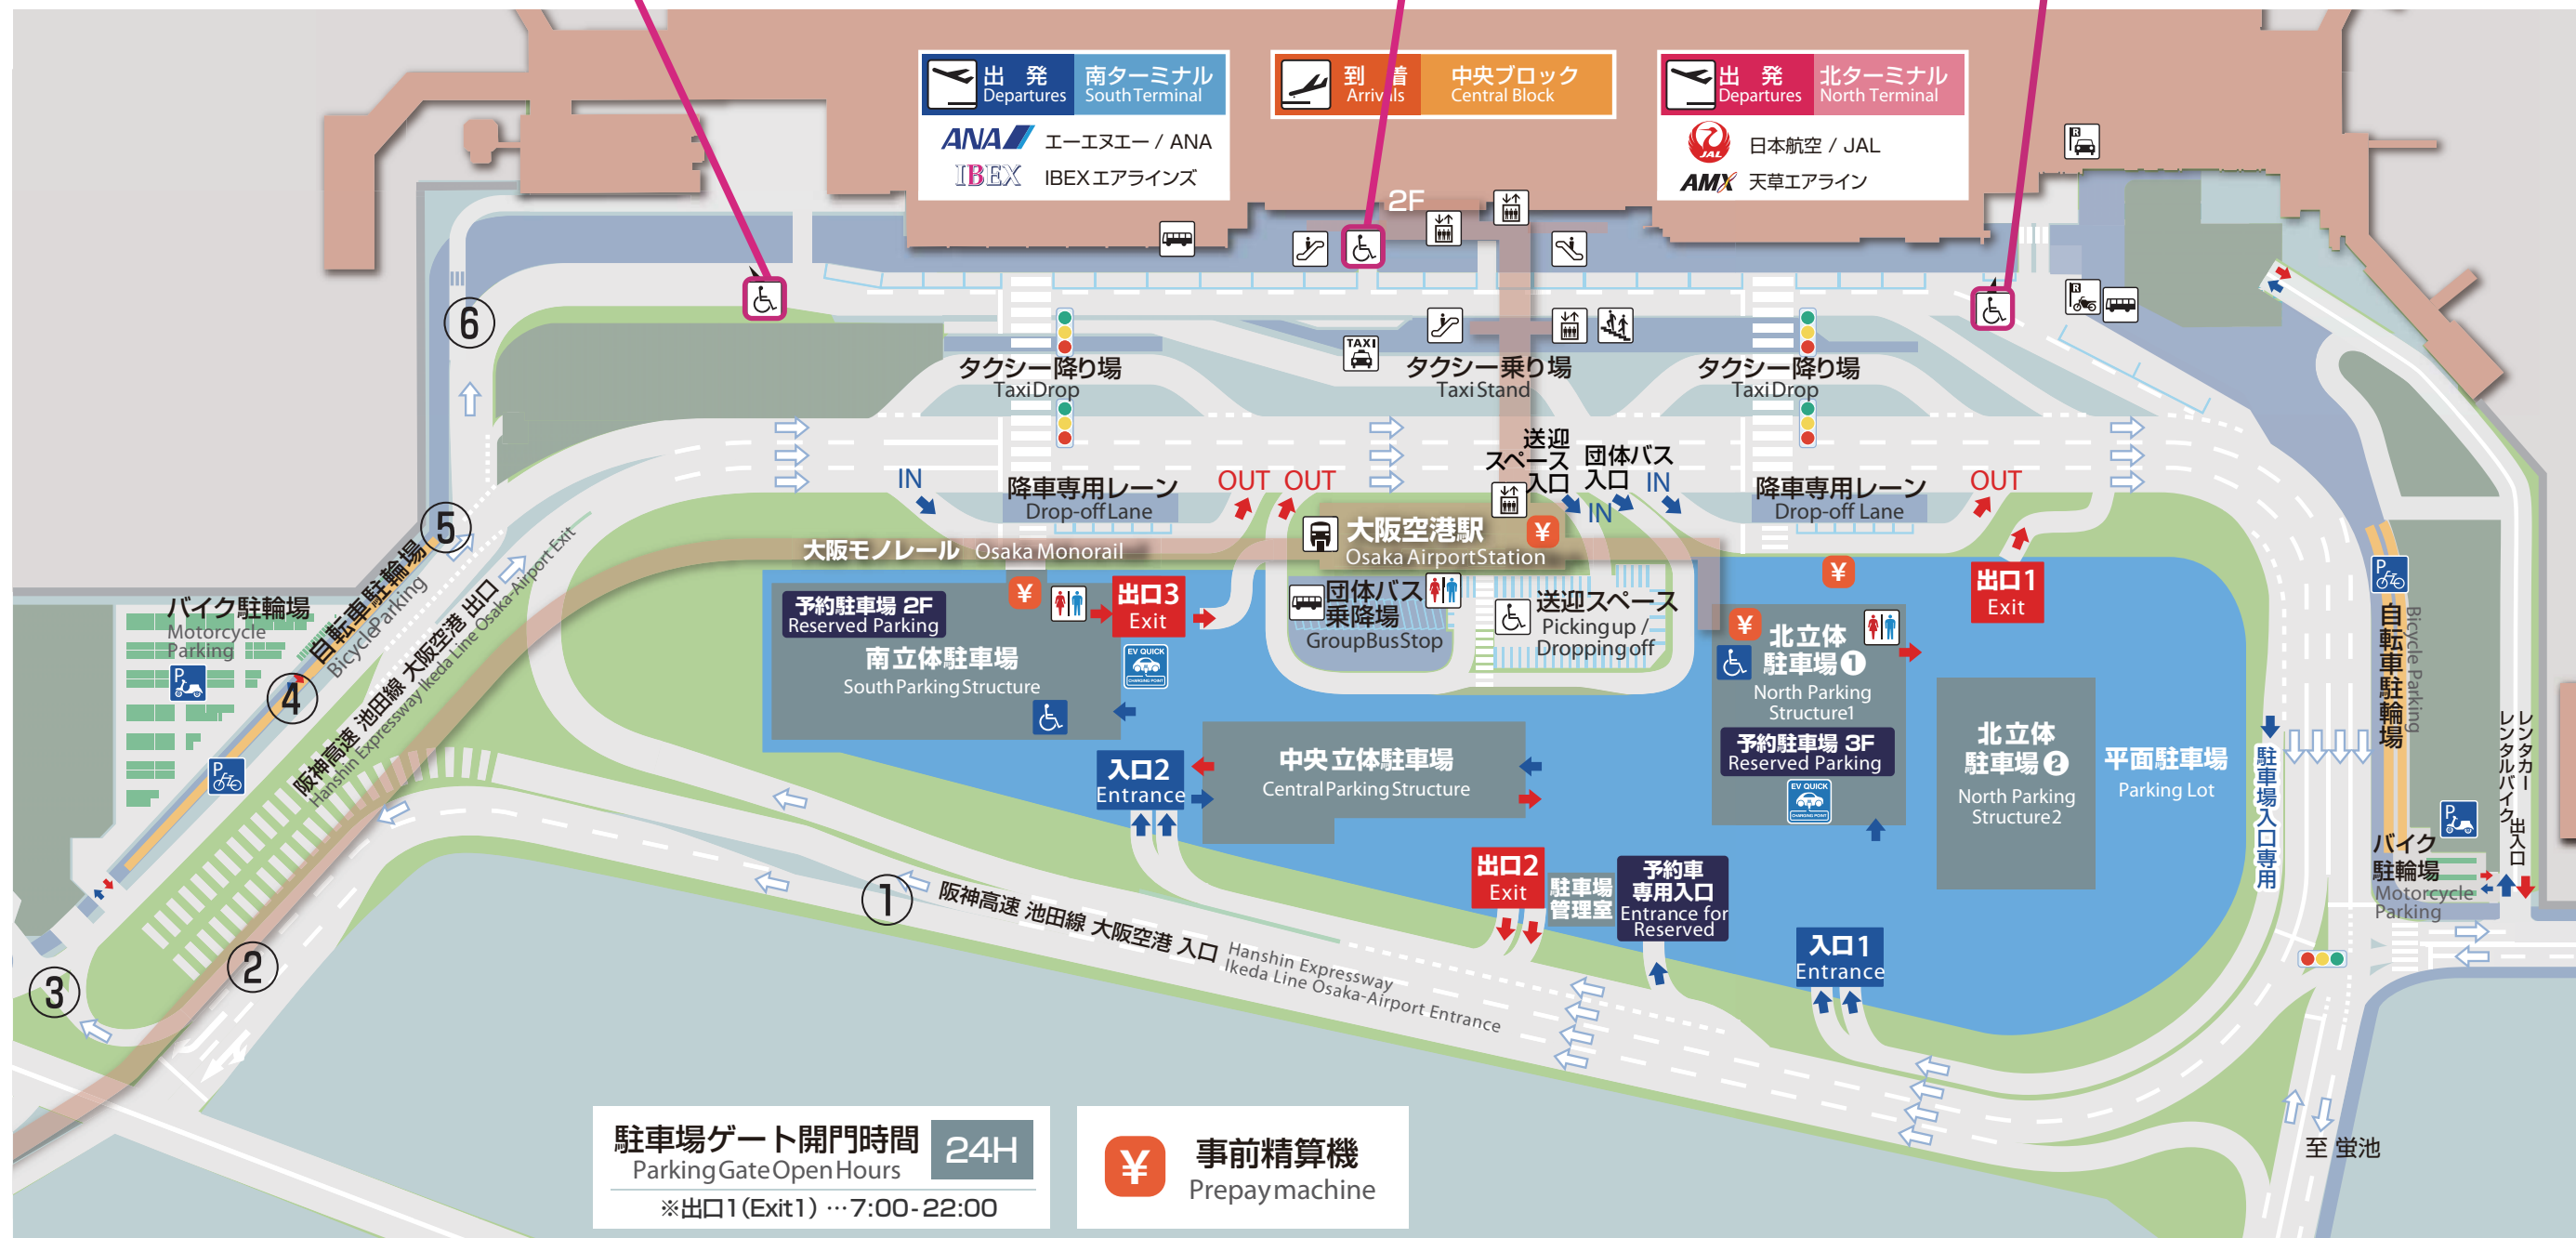 出 発
Departures
南ターミナル
South Terminal
ANA
エーエヌエー / ANA
IBEX
IBEXエアラインズ
到 着
Arrivals
中央ブロック
Central Block
出 発
Departures
北ターミナル
North Terminal
JAL
日本航空 / JAL
AMX
天草エアライン
R
2F
R
⑥
TAXI
タクシー降り場
Taxi Drop
タクシー乗り場
Taxi Stand
タクシー降り場
Taxi Drop
IN
降車専用レーン
Drop-off Lane
OUT
OUT
送迎
スペース
入口
IN
団体バス
入口
IN
降車専用レーン
Drop-off Lane
OUT
大阪空港駅
Osaka Airport Station
¥
大阪モノレール Osaka Monorail
⑤
自転車駐輪場
Bicycle Parking
阪神高速 池田線 大阪空港 出口
Hanshin Expressway Ikeda Line Osaka-Airport Exit
バイク駐輪場
Motorcycle
Parking
P
④
P
予約駐車場 2F
Reserved Parking
南立体駐車場
South Parking Structure
¥
出口3
Exit
EV QUICK
CHARGING POINT
団体バス
乗降場
Group Bus Stop
送迎スペース
Picking up /
Dropping off
¥
¥
北立体
駐車場❶
North Parking
Structure1
予約駐車場 3F
Reserved Parking
EV QUICK
CHARGING POINT
出口1
Exit
北立体
駐車場❷
North Parking
Structure2
平面駐車場
Parking Lot
駐車場入口専用
P
自転車駐輪場
Bicycle Parking
レンタカー
レンタルバイク
出入口
P
バイク
駐輪場
Motorcycle
Parking
入口2
Entrance
中央立体駐車場
Central Parking Structure
出口2
Exit
駐車場
管理室
予約車
専用入口
Entrance for
Reserved
入口1
Entrance
①
阪神高速 池田線 大阪空港 入口
Hanshin Expressway
Ikeda Line Osaka-Airport Entrance
②
③
至 蛍池
駐車場ゲート開門時間
Parking Gate Open Hours
24H
※出口1(Exit1) …7:00-22:00
¥
事前精算機
Prepay machine